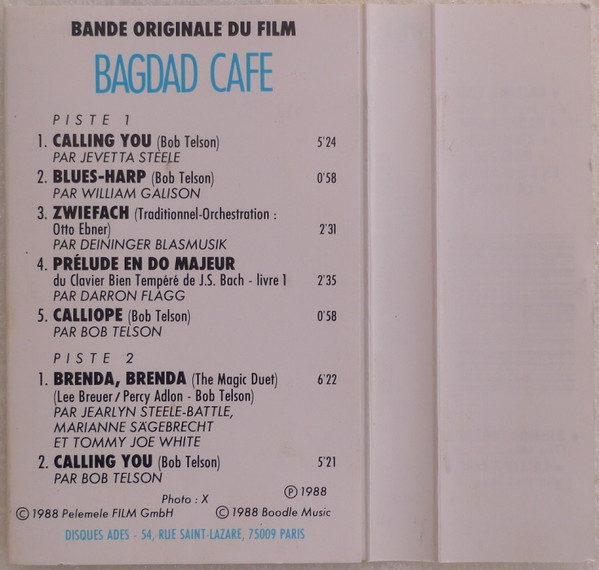 BANDE ORIGINALE DU FILM
BAGDAD CAFE
PISTE 1
1. CALLING YOU (Bob Telson) 5'24
PAR JEVETTA STEELE
2. BLUES-HARP (Bob Telson) 0'58
PAR WILLIAM GALISON
3. ZWIEFACH (Traditionnel-Orchestration :
Otto Ebner) 2'31
PAR DEININGER BLASMUSIK
4. PRÉLUDE EN DO MAJEUR
du Clavier Bien Tempéré de J.S. Bach - livre 1 2'35
PAR DARRON FLAGG
5. CALLIOPE (Bob Telson) 0'58
PAR BOB TELSON
PISTE 2
1. BRENDA, BRENDA (The Magic Duet) 6'22
(Lee Breuer/Percy Adlon - Bob Telson)
PAR JEARLYN STEELE-BATTLE,
MARIANNE SÄGEBRECHT
ET TOMMY JOE WHITE
2. CALLING YOU (Bob Telson) 5'21
PAR BOB TELSON
Photo : X ℗ 1988
© 1988 Pelemele FILM GmbH © 1988 Boodle Music
DISQUES ADES - 54, RUE SAINT-LAZARE, 75009 PARIS